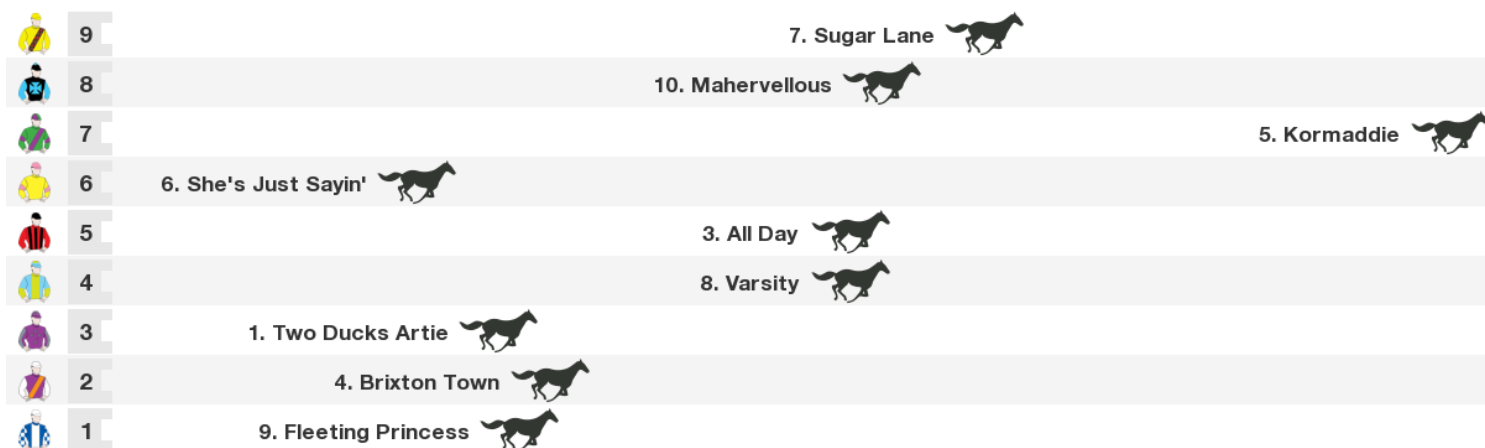 9 7. Sugar Lane
8 10. Mahervellous
7 5. Kormaddie
6 6. She's Just Sayin'
5 3. All Day
4 8. Varsity
3 1. Two Ducks Artie
2 4. Brixton Town
1 9. Fleeting Princess